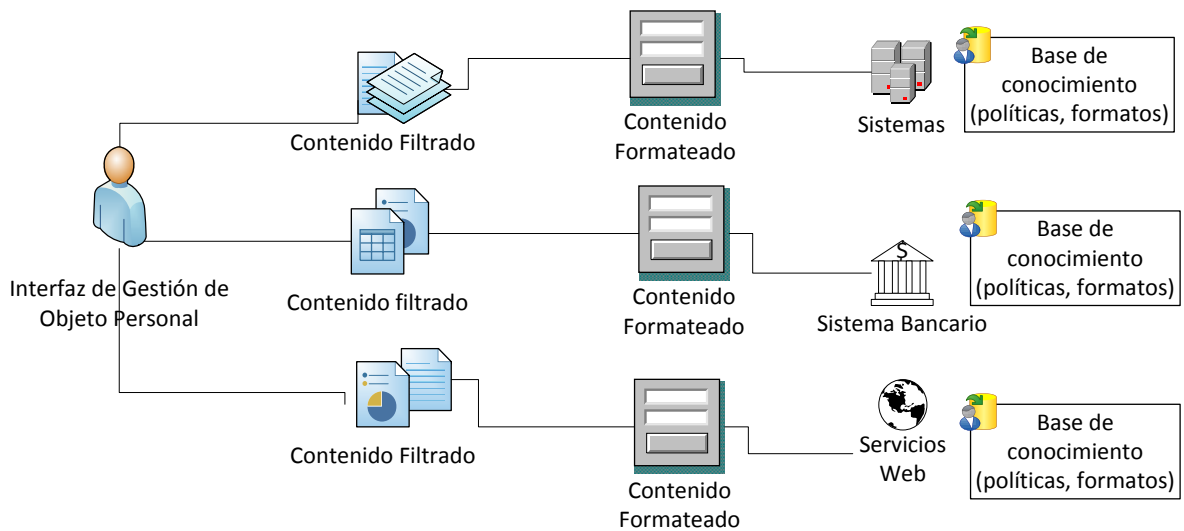 Contenido Filtrado
Contenido
Formateado
Sistemas
Base de
conocimiento
(políticas, formatos)
Interfaz de Gestión de
Objeto Personal
Contenido filtrado
Contenido
Formateado
$
Sistema Bancario
Base de
conocimiento
(políticas, formatos)
Contenido Filtrado
Contenido
Formateado
Servicios
Web
Base de
conocimiento
(políticas, formatos)